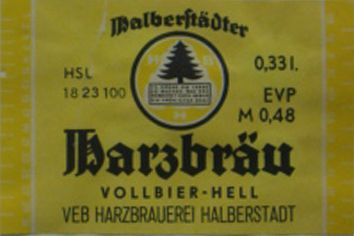 Halberstädter
H B
H
HSL
18 23 100
0,33 l.
EVP
M 0,48
Harzbräu
VOLLBIER-HELL
VEB HARZBRAUEREI HALBERSTADT